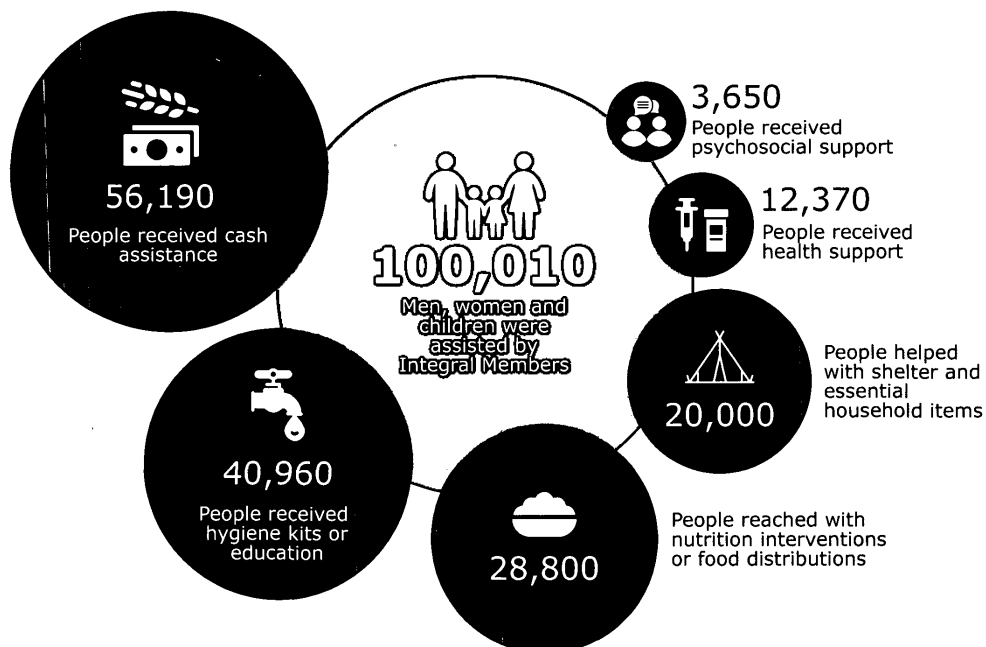 56,190
People received cash
assistance
100,010
Men, women and
children were
assisted by
Integral Members
3,650
People received
psychosocial support
12,370
People received
health support
20,000
People helped
with shelter and
essential
household items
28,800
People reached with
nutrition interventions
or food distributions
40,960
People received
hygiene kits or
education